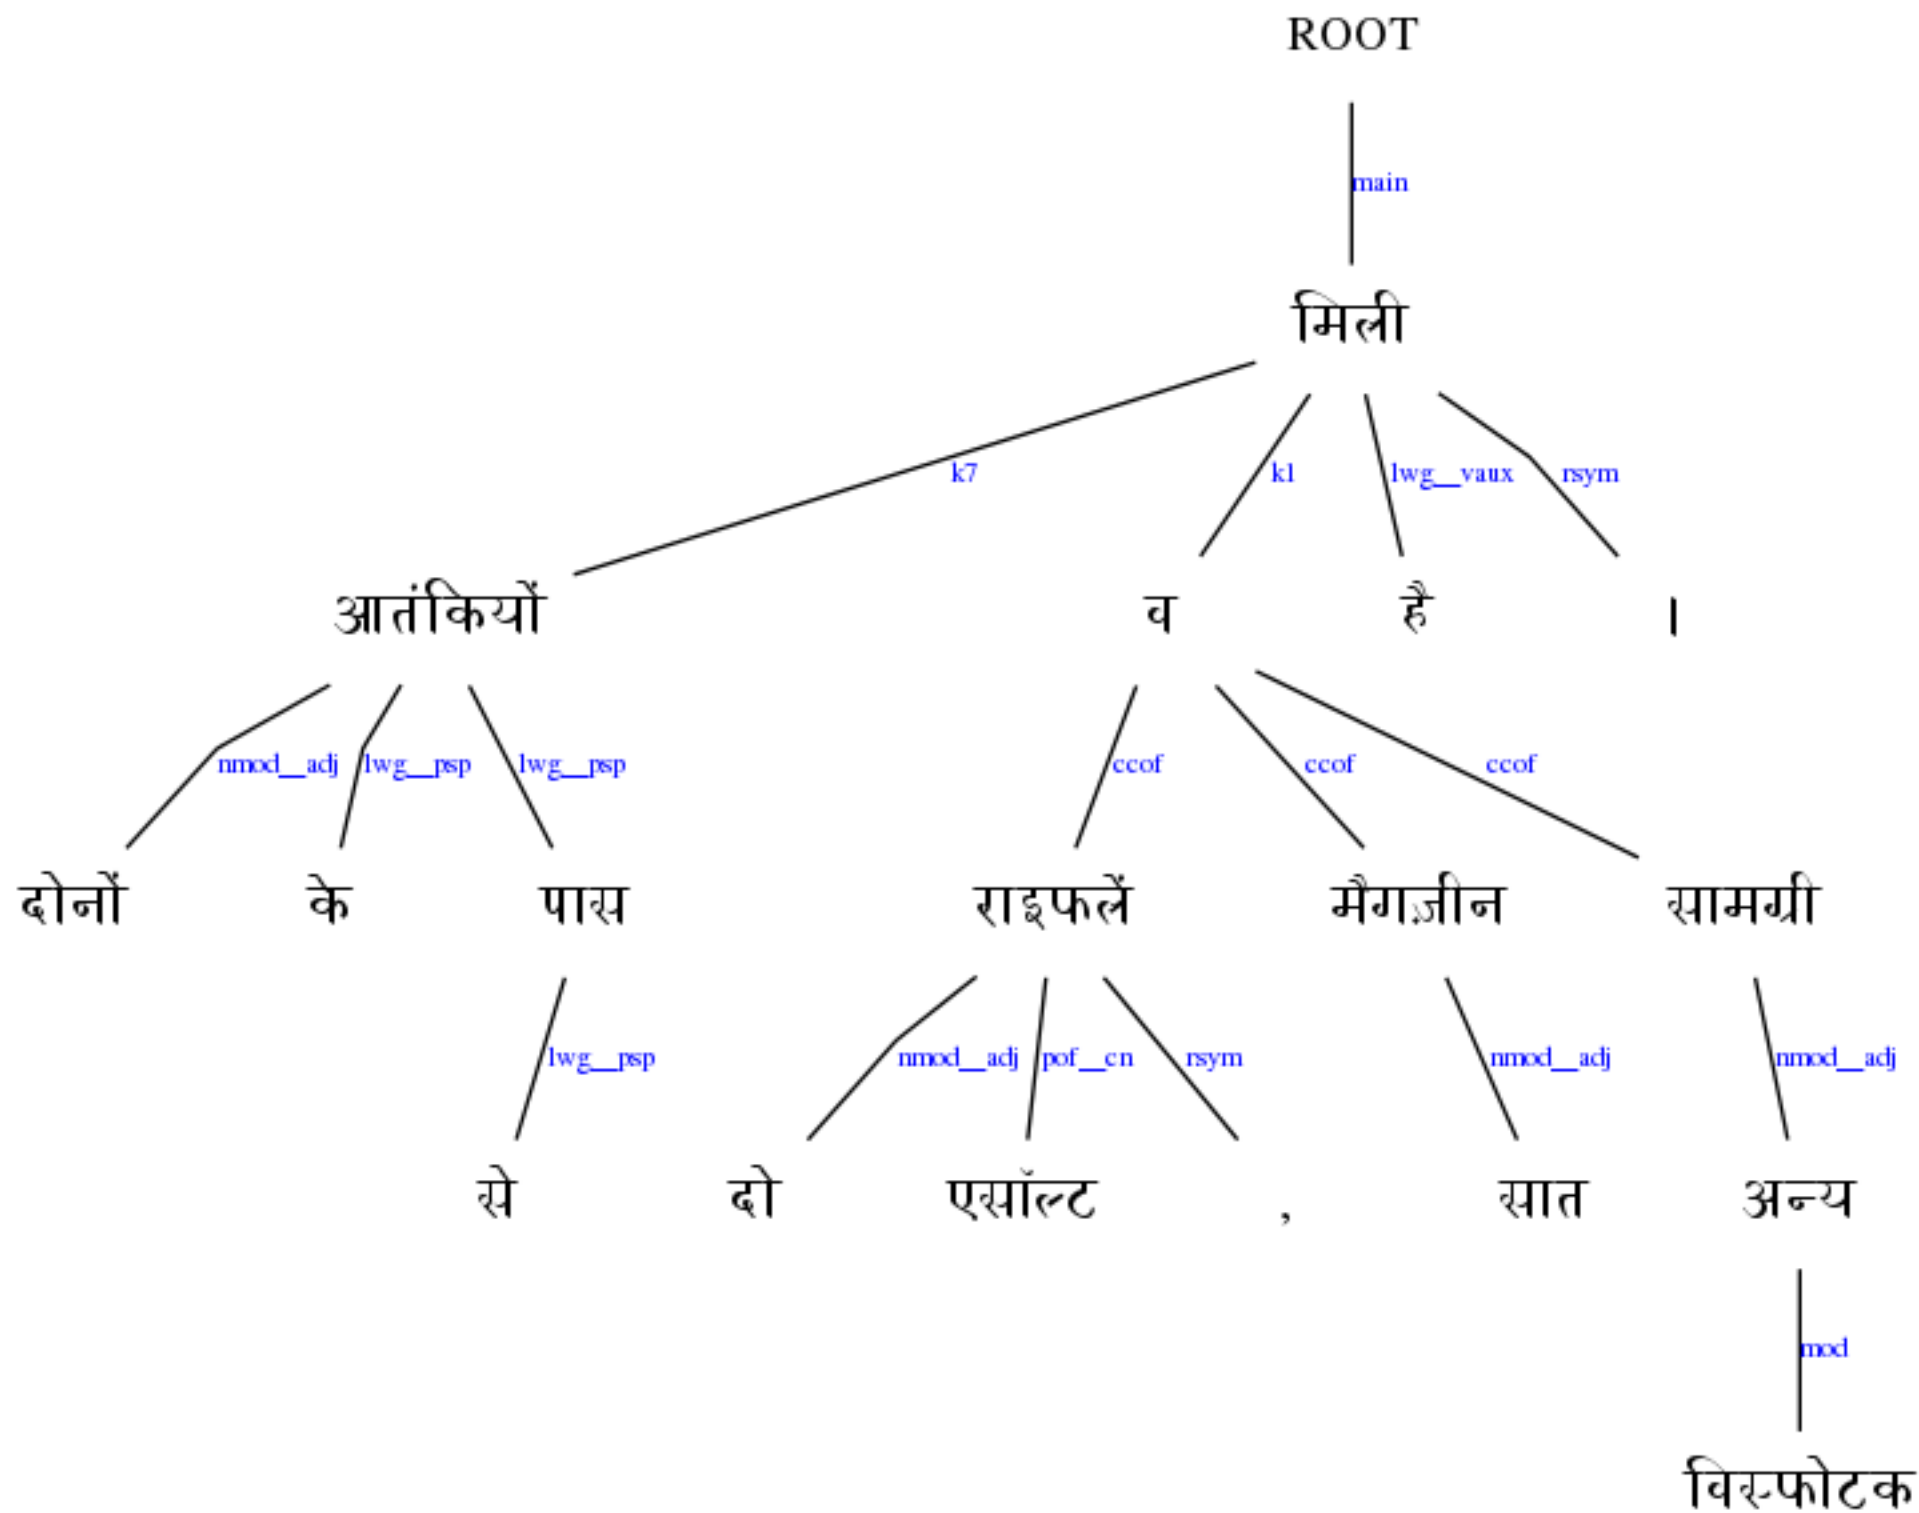 ROOT
main
मिली
k7 k1 lwg__vaux rsym
आतंकियों व है ।
nmod__adj lwg__psp lwg__psp ccof ccof ccof
दोनों के पास राइफलें मैगज़ीन सामग्री
lwg__psp nmod__adj pof__cn rsym nmod__adj nmod__adj
से दो एसॉल्ट , सात अन्य
mod
विस्फोटक